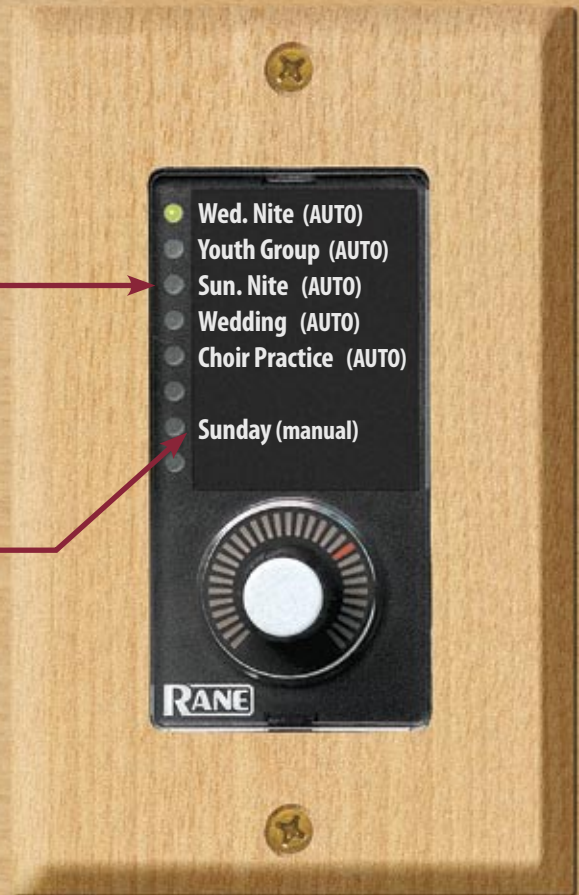 Wed. Nite (AUTO)
Youth Group (AUTO)
Sun. Nite (AUTO)
Wedding (AUTO)
Choir Practice (AUTO)
Sunday (manual)
RANE